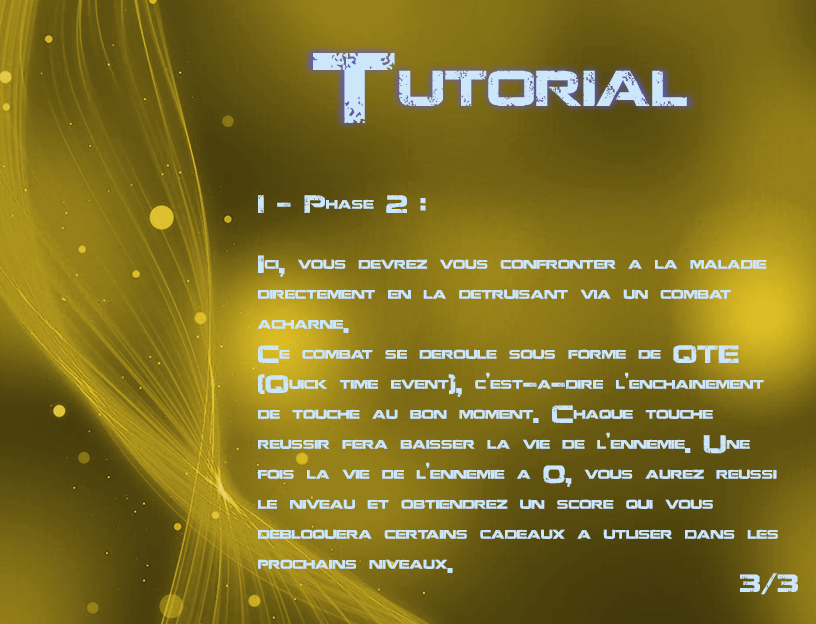 Tutorial
I - Phase 2 :
Ici, vous devrez vous confronter a la maladie
directement en la detruisant via un combat
acharne.
Ce combat se deroule sous forme de QTE
(Quick time event), c'est-a-dire l'enchainement
de touche au bon moment. Chaque touche
reussir fera baisser la vie de l'ennemie. Une
fois la vie de l'ennemie a 0, vous aurez reussi
le niveau et obtiendrez un score qui vous
debloquera certains cadeaux a utliser dans les
prochains niveaux.
3/3